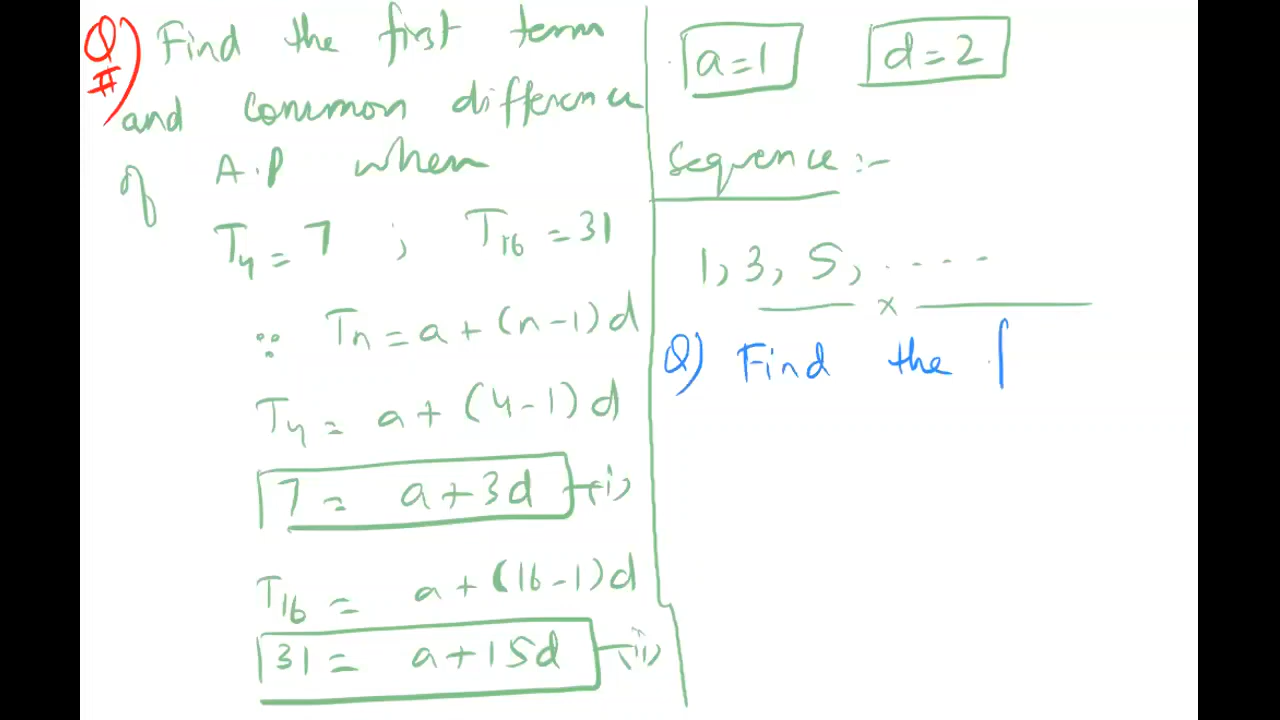 Q) Find the first term
#
and common difference
of A.P when
T4 = 7 ; T16 = 31
∵ Tn = a + (n-1)d
T4 = a + (4-1)d
7 = a+3d —(i)
T16 = a + (16-1)d
31 = a+15d —(ii)
a=1 d=2
Sequence :-
1, 3, 5, ....
x
Q) Find the